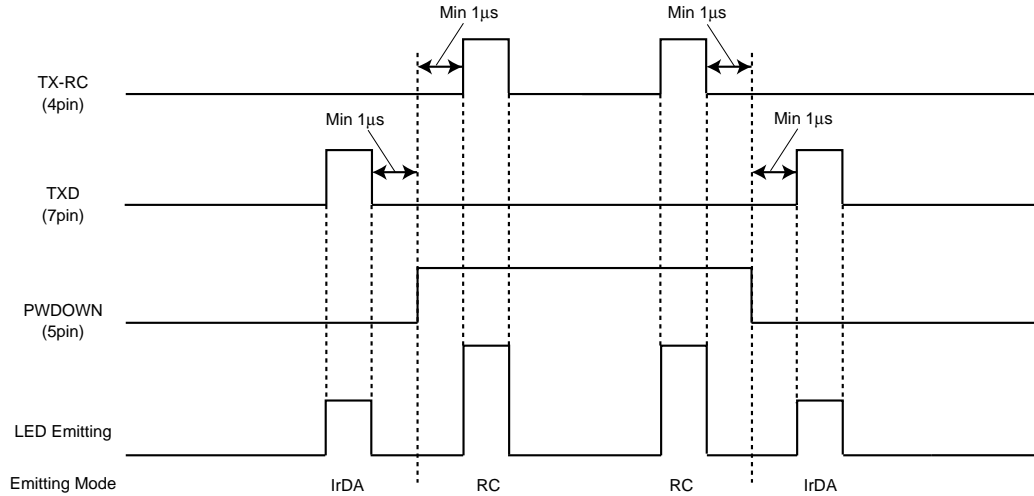 Min 1μs
Min 1μs
TX-RC
(4pin)
Min 1μs
Min 1μs
TXD
(7pin)
PWDOWN
(5pin)
LED Emitting
Emitting Mode
IrDA
RC
RC
IrDA